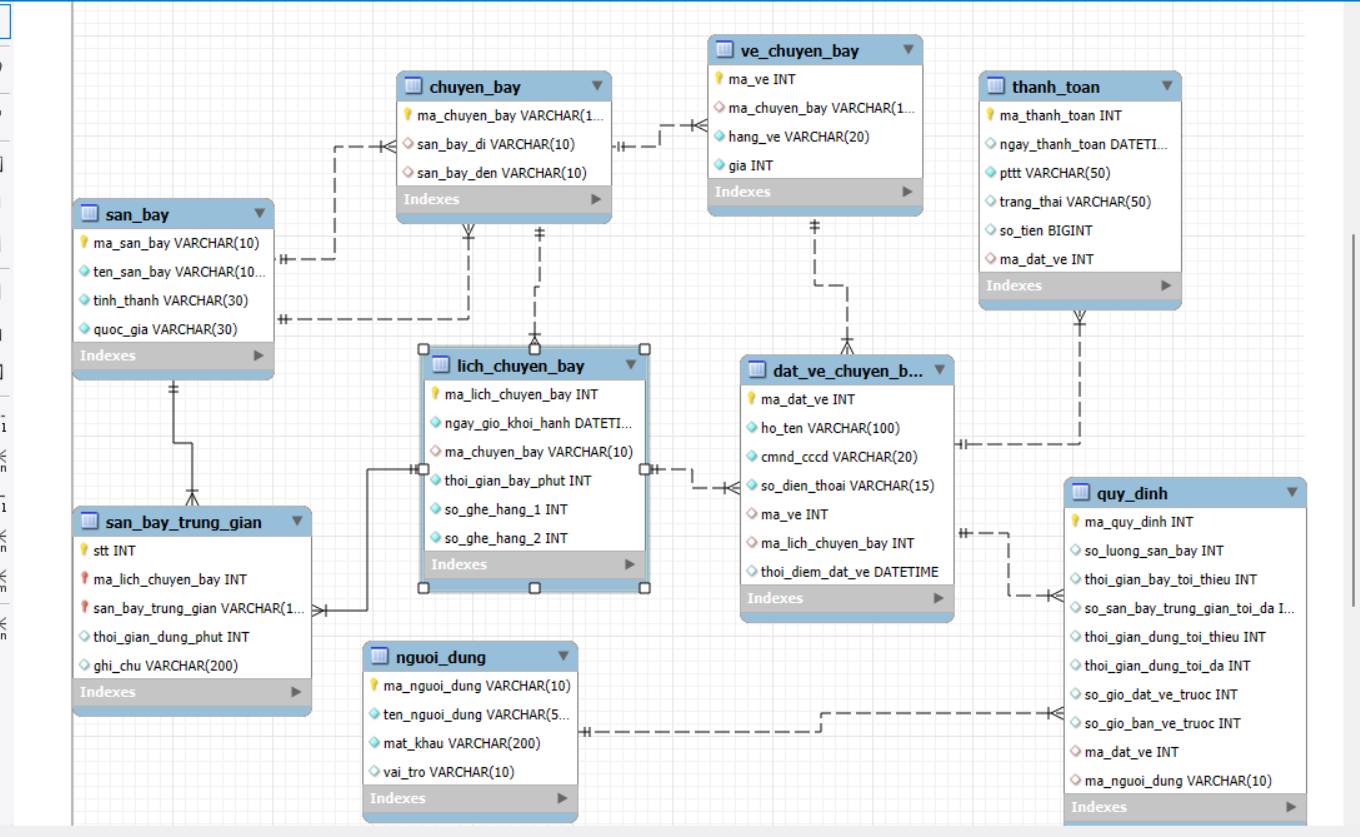 ve_chuyen_bay
ma_ve INT
ma_chuyen_bay VARCHAR(1...
hang_ve VARCHAR(20)
gia INT
Indexes
chuyen_bay
ma_chuyen_bay VARCHAR(1...
san_bay_di VARCHAR(10)
san_bay_den VARCHAR(10)
Indexes
thanh_toan
ma_thanh_toan INT
ngay_thanh_toan DATETI...
pttt VARCHAR(50)
trang_thai VARCHAR(50)
so_tien BIGINT
ma_dat_ve INT
Indexes
san_bay
ma_san_bay VARCHAR(10)
ten_san_bay VARCHAR(10...
tinh_thanh VARCHAR(30)
quoc_gia VARCHAR(30)
Indexes
lich_chuyen_bay
ma_lich_chuyen_bay INT
ngay_gio_khoi_hanh DATETI...
ma_chuyen_bay VARCHAR(10)
thoi_gian_bay_phut INT
so_ghe_hang_1 INT
so_ghe_hang_2 INT
Indexes
dat_ve_chuyen_b...
ma_dat_ve INT
ho_ten VARCHAR(100)
cmnd_cccd VARCHAR(20)
so_dien_thoai VARCHAR(15)
ma_ve INT
ma_lich_chuyen_bay INT
thoi_diem_dat_ve DATETIME
Indexes
san_bay_trung_gian
stt INT
ma_lich_chuyen_bay INT
san_bay_trung_gian VARCHAR(1...
thoi_gian_dung_phut INT
ghi_chu VARCHAR(200)
Indexes
quy_dinh
ma_quy_dinh INT
so_luong_san_bay INT
thoi_gian_bay_toi_thieu INT
so_san_bay_trung_gian_toi_da I...
thoi_gian_dung_toi_thieu INT
thoi_gian_dung_toi_da INT
so_gio_dat_ve_truoc INT
so_gio_ban_ve_truoc INT
ma_dat_ve INT
ma_nguoi_dung VARCHAR(10)
Indexes
nguoi_dung
ma_nguoi_dung VARCHAR(10)
ten_nguoi_dung VARCHAR(5...
mat_khau VARCHAR(200)
vai_tro VARCHAR(10)
Indexes